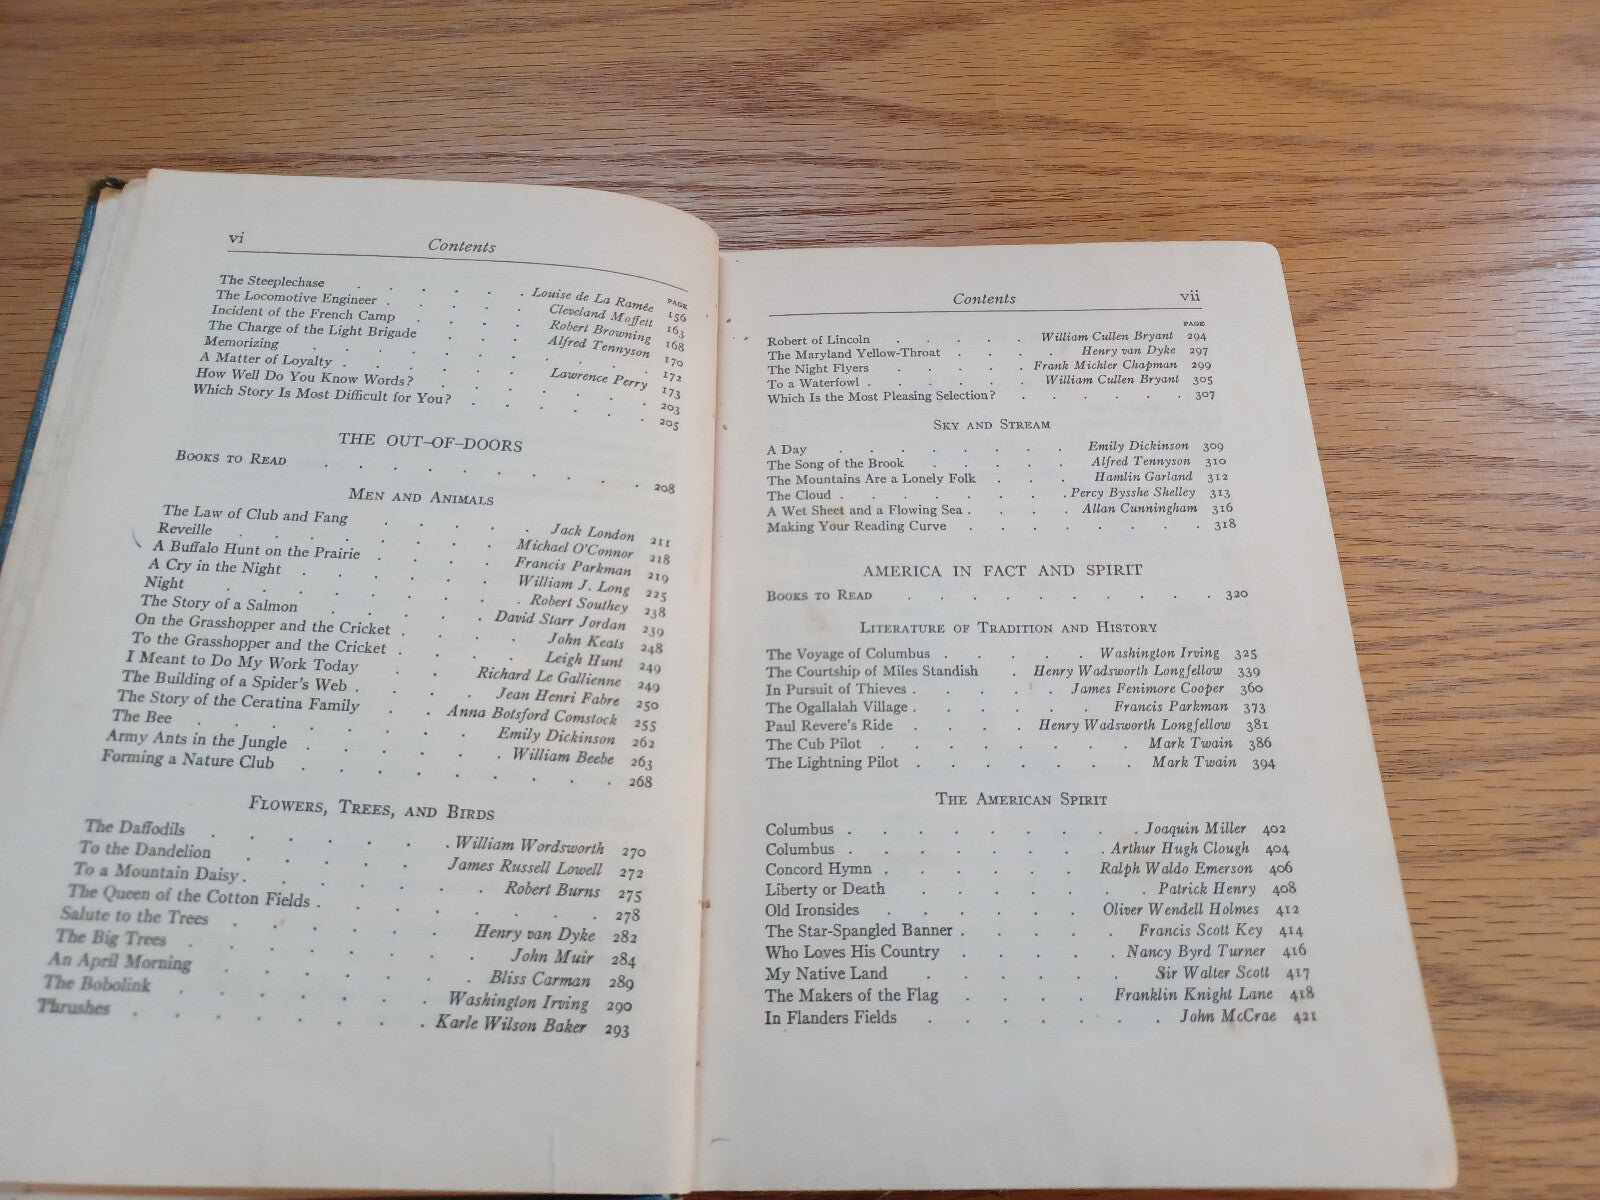 vi Contents
PAGE
The Steeplechase . . . . . . Louise de La Ramée 156
The Locomotive Engineer . . . . . Cleveland Moffett 163
Incident of the French Camp . . . . Robert Browning 168
The Charge of the Light Brigade . . . Alfred Tennyson 170
Memorizing . . . . . . . . . 172
A Matter of Loyalty . . . . . . Lawrence Perry 173
How Well Do You Know Words? . . . . . . 203
Which Story Is Most Difficult for You? . . . . . . 205
THE OUT-OF-DOORS
BOOKS TO READ . . . . . . . . . 208
MEN AND ANIMALS
The Law of Club and Fang . . . . . Jack London 211
Reveille . . . . . . . Michael O'Connor 218
A Buffalo Hunt on the Prairie . . . . Francis Parkman 219
A Cry in the Night . . . . . William J. Long 225
Night . . . . . . . . Robert Southey 238
The Story of a Salmon . . . . . David Starr Jordan 239
On the Grasshopper and the Cricket . . . . John Keats 248
To the Grasshopper and the Cricket . . . . Leigh Hunt 249
I Meant to Do My Work Today . . . Richard Le Gallienne 249
The Building of a Spider's Web . . . . Jean Henri Fabre 250
The Story of the Ceratina Family . . Anna Botsford Comstock 255
The Bee . . . . . . . Emily Dickinson 262
Army Ants in the Jungle . . . . . William Beebe 263
Forming a Nature Club . . . . . . . . 268
FLOWERS, TREES, AND BIRDS
The Daffodils . . . . . . . William Wordsworth 270
To the Dandelion . . . . . James Russell Lowell 272
To a Mountain Daisy . . . . . . . Robert Burns 275
The Queen of the Cotton Fields . . . . . . . . 278
Salute to the Trees . . . . . . Henry van Dyke 282
The Big Trees . . . . . . . John Muir 284
An April Morning . . . . . . Bliss Carman 289
The Bobolink . . . . . . Washington Irving 290
Thrushes . . . . . . . . Karle Wilson Baker 293
Contents vii
PAGE
Robert of Lincoln . . . . . William Cullen Bryant 294
The Maryland Yellow-Throat . . . . Henry van Dyke 297
The Night Flyers . . . . . Frank Michler Chapman 299
To a Waterfowl . . . . . . William Cullen Bryant 305
Which Is the Most Pleasing Selection? . . . . . . 307
SKY AND STREAM
A Day . . . . . . . . Emily Dickinson 309
The Song of the Brook . . . . . Alfred Tennyson 310
The Mountains Are a Lonely Folk . . . Hamlin Garland 312
The Cloud . . . . . . . . Percy Bysshe Shelley 313
A Wet Sheet and a Flowing Sea . . . . Allan Cunningham 316
Making Your Reading Curve . . . . . . . . 318
AMERICA IN FACT AND SPIRIT
BOOKS TO READ . . . . . . . . . . 320
LITERATURE OF TRADITION AND HISTORY
The Voyage of Columbus . . . . . Washington Irving 325
The Courtship of Miles Standish . Henry Wadsworth Longfellow 339
In Pursuit of Thieves . . . . . James Fenimore Cooper 360
The Ogallalah Village . . . . . . Francis Parkman 373
Paul Revere's Ride . . . . Henry Wadsworth Longfellow 381
The Cub Pilot . . . . . . . Mark Twain 386
The Lightning Pilot . . . . . . Mark Twain 394
THE AMERICAN SPIRIT
Columbus . . . . . . . . Joaquin Miller 402
Columbus . . . . . . . Arthur Hugh Clough 404
Concord Hymn . . . . . . Ralph Waldo Emerson 406
Liberty or Death . . . . . . Patrick Henry 408
Old Ironsides . . . . . . Oliver Wendell Holmes 412
The Star-Spangled Banner . . . . Francis Scott Key 414
Who Loves His Country . . . . . Nancy Byrd Turner 416
My Native Land . . . . . . Sir Walter Scott 417
The Makers of the Flag . . . . Franklin Knight Lane 418
In Flanders Fields . . . . . . . John McCrae 421